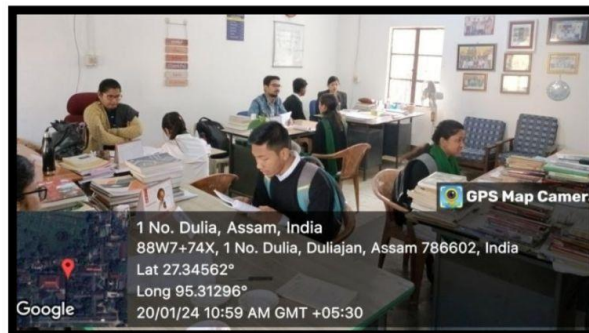 GPS Map Camer
1 No. Dulia, Assam, India
88W7+74X, 1 No. Dulia, Duliajan, Assam 786602, India
Lat 27.34562°
Long 95.31296°
20/01/24 10:59 AM GMT +05:30
Google